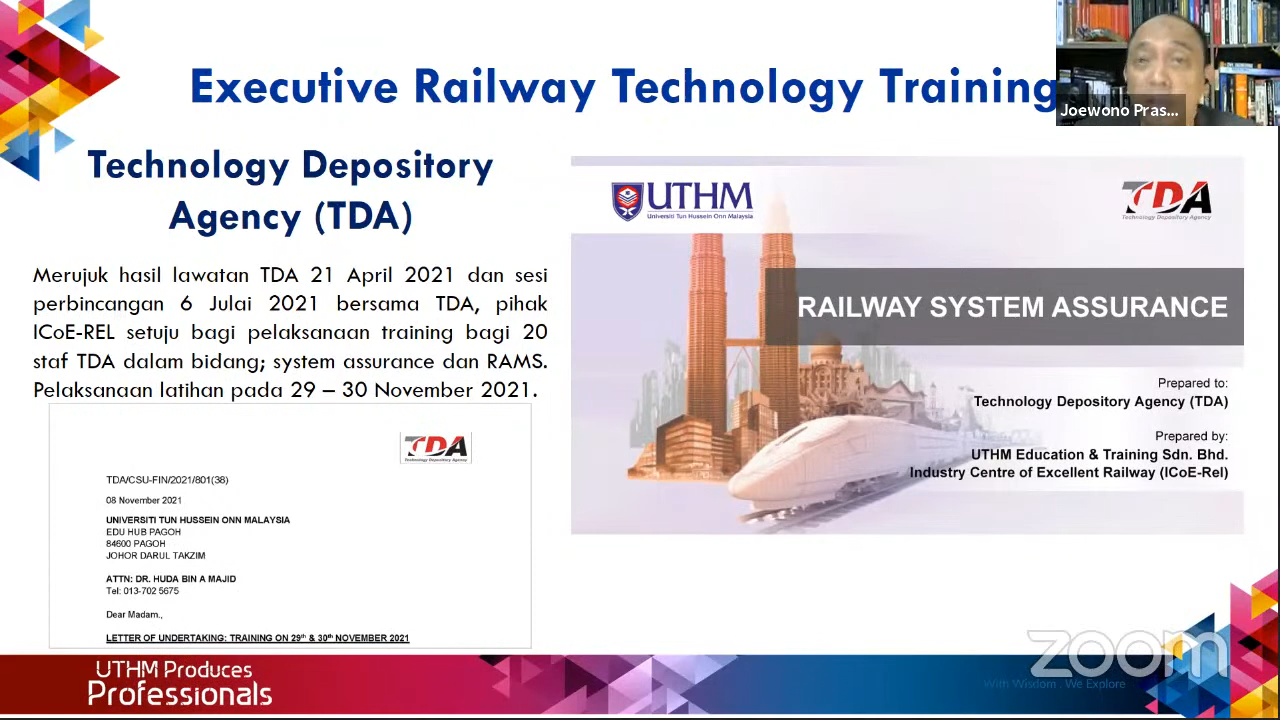 Executive Railway Technology Training
Joewono Pras...
Technology Depository
Agency (TDA)
Merujuk hasil lawatan TDA 21 April 2021 dan sesi
perbincangan 6 Julai 2021 bersama TDA, pihak
ICoE-REL setuju bagi pelaksanaan training bagi 20
staf TDA dalam bidang; system assurance dan RAMS.
Pelaksanaan latihan pada 29 – 30 November 2021.
TDA
Technology Depository Agency
TDA/CSU-FIN/2021/801(38)
08 November 2021
UNIVERSITI TUN HUSSEIN ONN MALAYSIA
EDU HUB PAGOH
84600 PAGOH
JOHOR DARUL TAKZIM
ATTN: DR. HUDA BIN A MAJID
Tel: 013-702 5675
Dear Madam.,
LETTER OF UNDERTAKING; TRAINING ON 29th & 30th NOVEMBER 2021
UTHM
Universiti Tun Hussein Onn Malaysia
TDA
Technology Depository Agency
RAILWAY SYSTEM ASSURANCE
Prepared to:
Technology Depository Agency (TDA)
Prepared by:
UTHM Education & Training Sdn. Bhd.
Industry Centre of Excellent Railway (ICoE-Rel)
zoom
UTHM Produces
Professionals
With Wisdom . We Explore